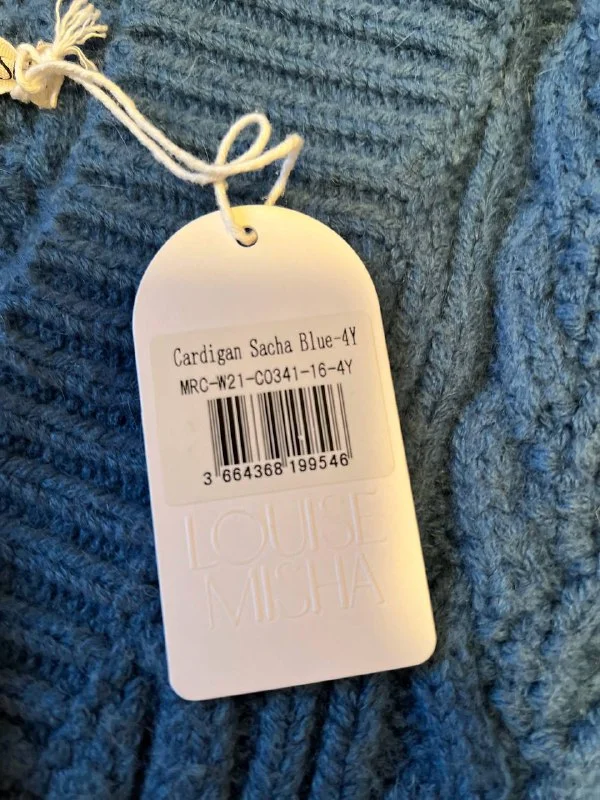 Cardigan Sacha Blue-4Y
MRC-W21-C0341-16-4Y
3 664368 199546
LOUISE
MISHA